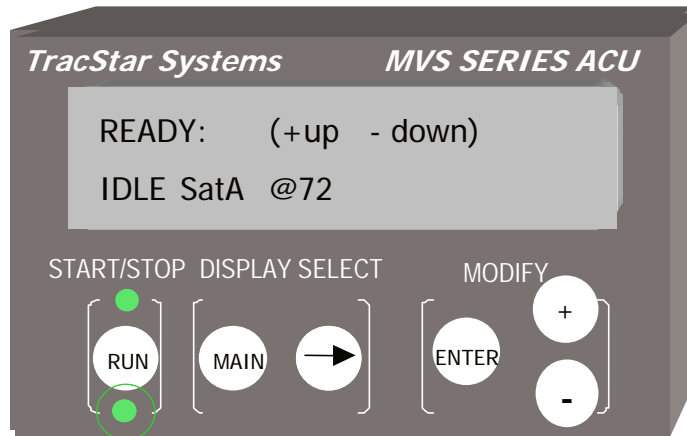 TracStar Systems MVS SERIES ACU
READY: (+up - down)
IDLE SatA @72
START/STOP DISPLAY SELECT MODIFY
RUN MAIN ENTER + -